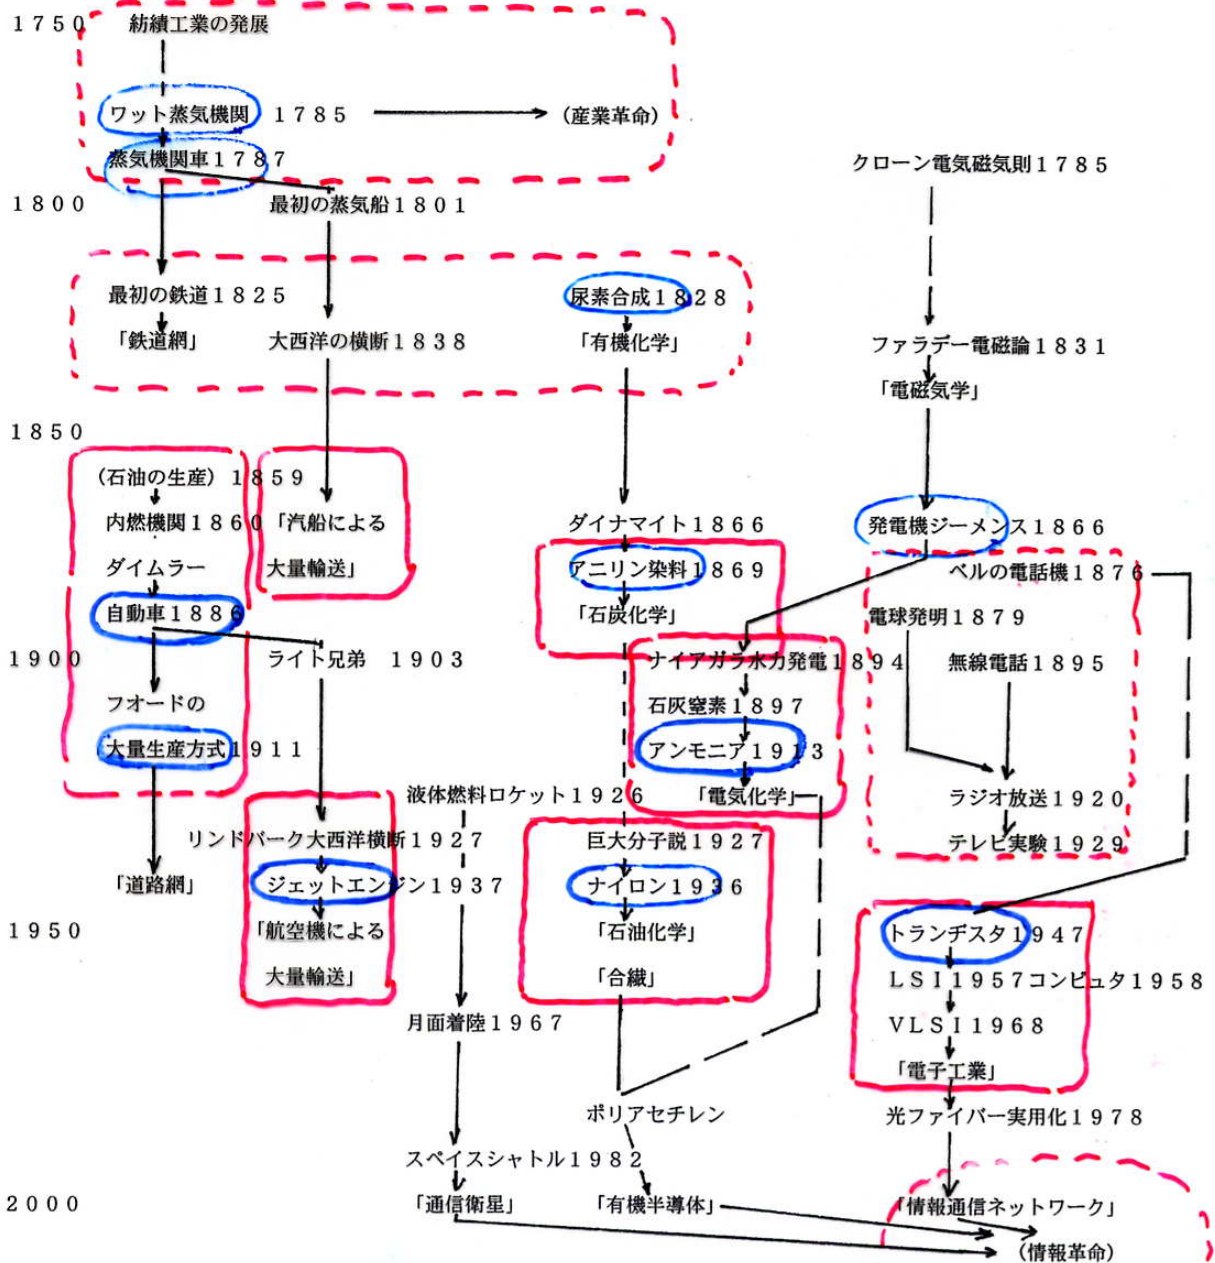 1750 紡績工業の発展
ワット蒸気機関 1785 (産業革命)
蒸気機関車1787
クローン電気磁気則1785
1800 最初の蒸気船1801
最初の鉄道1825 尿素合成1828
「鉄道網」 大西洋の横断1838 「有機化学」 ファラデー電磁論1831
「電磁気学」
1850
(石油の生産) 1859
内燃機関1860 「汽船による ダイナマイト1866 発電機ジーメンス1866
ダイムラー 大量輸送」 アニリン染料1869 ベルの電話機1876
自動車1886 「石炭化学」 電球発明1879
1900 ライト兄弟 1903 ナイアガラ水力発電1894 無線電話1895
フオードの 石灰窒素1897
大量生産方式1911 アンモニア1913
液体燃料ロケット1926 「電気化学」 ラジオ放送1920
リンドバーク大西洋横断1927 巨大分子説1927 テレビ実験1929
「道路網」 ジェットエンジン1937 ナイロン1936
1950 「航空機による 「石油化学」 トランヂスタ1947
大量輸送」 「合繊」 LSI1957コンピュタ1958
月面着陸1967 VLSI1968
「電子工業」
ポリアセチレン 光ファイバー実用化1978
スペイスシャトル1982
2000 「通信衛星」 「有機半導体」 「情報通信ネットワーク」
(情報革命)